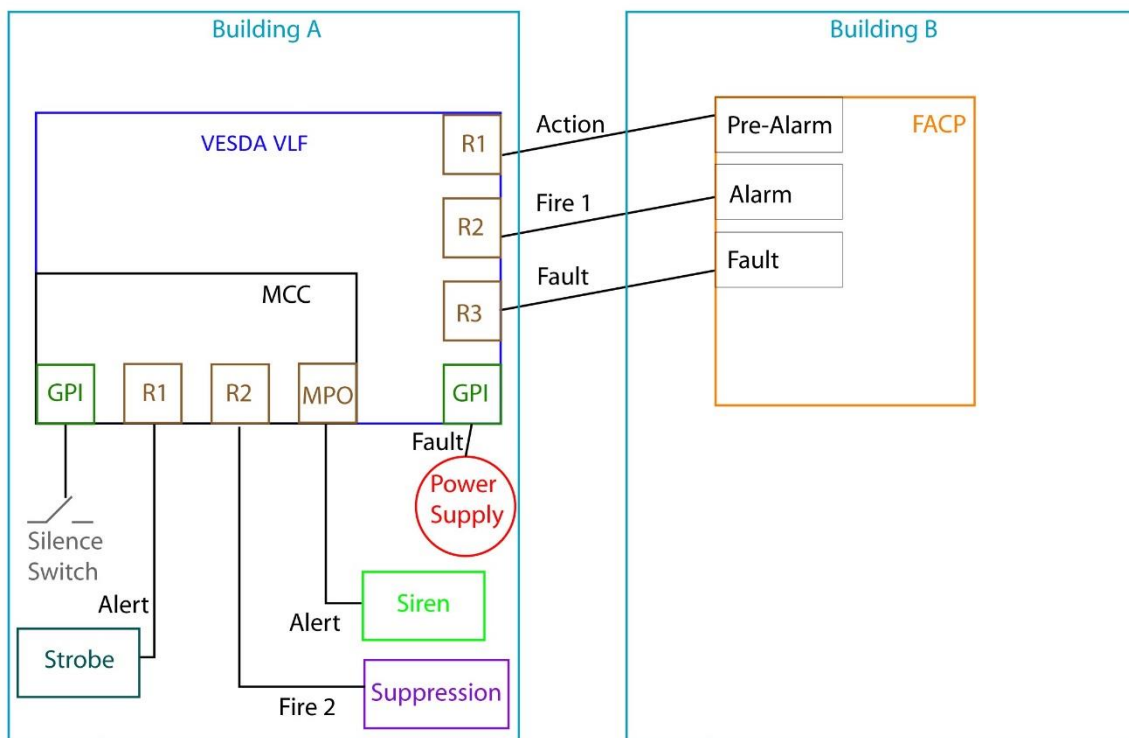 Building A
Building B
VESDA VLF
R1
Action
Pre-Alarm
FACP
R2
Fire 1
Alarm
R3
Fault
Fault
MCC
GPI
R1
R2
MPO
GPI
Fault
Power
Supply
Silence
Switch
Alert
Strobe
Alert
Siren
Fire 2
Suppression